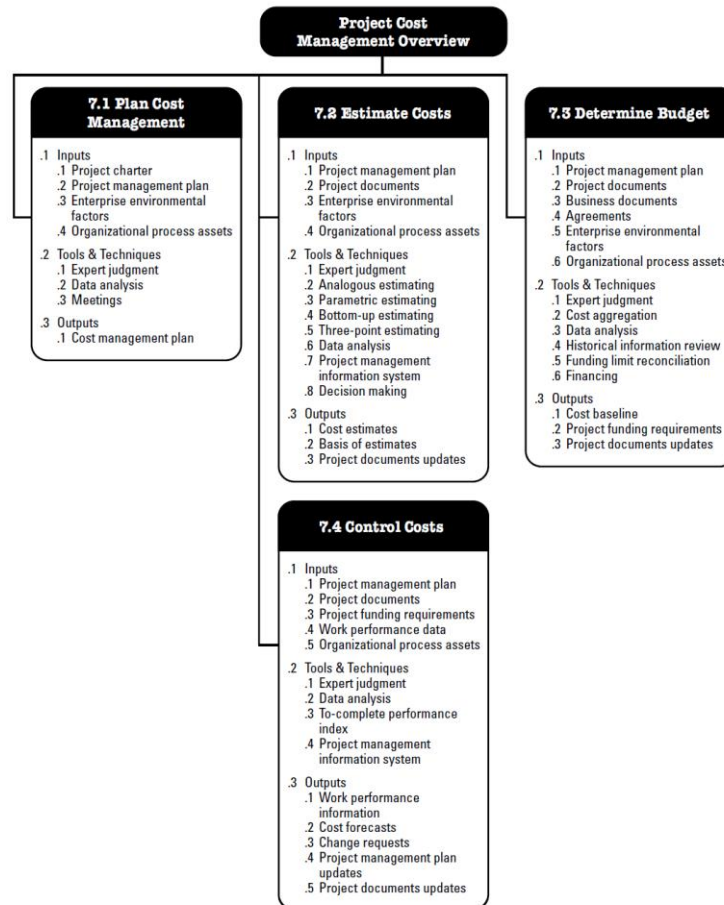 Project Cost
Management Overview
7.1 Plan Cost
Management
.1 Inputs
.1 Project charter
.2 Project management plan
.3 Enterprise environmental
factors
.4 Organizational process assets
.2 Tools & Techniques
.1 Expert judgment
.2 Data analysis
.3 Meetings
.3 Outputs
.1 Cost management plan
7.2 Estimate Costs
.1 Inputs
.1 Project management plan
.2 Project documents
.3 Enterprise environmental
factors
.4 Organizational process assets
.2 Tools & Techniques
.1 Expert judgment
.2 Analogous estimating
.3 Parametric estimating
.4 Bottom-up estimating
.5 Three-point estimating
.6 Data analysis
.7 Project management
information system
.8 Decision making
.3 Outputs
.1 Cost estimates
.2 Basis of estimates
.3 Project documents updates
7.3 Determine Budget
.1 Inputs
.1 Project management plan
.2 Project documents
.3 Business documents
.4 Agreements
.5 Enterprise environmental
factors
.6 Organizational process assets
.2 Tools & Techniques
.1 Expert judgment
.2 Cost aggregation
.3 Data analysis
.4 Historical information review
.5 Funding limit reconciliation
.6 Financing
.3 Outputs
.1 Cost baseline
.2 Project funding requirements
.3 Project documents updates
7.4 Control Costs
.1 Inputs
.1 Project management plan
.2 Project documents
.3 Project funding requirements
.4 Work performance data
.5 Organizational process assets
.2 Tools & Techniques
.1 Expert judgment
.2 Data analysis
.3 To-complete performance
index
.4 Project management
information system
.3 Outputs
.1 Work performance
information
.2 Cost forecasts
.3 Change requests
.4 Project management plan
updates
.5 Project documents updates